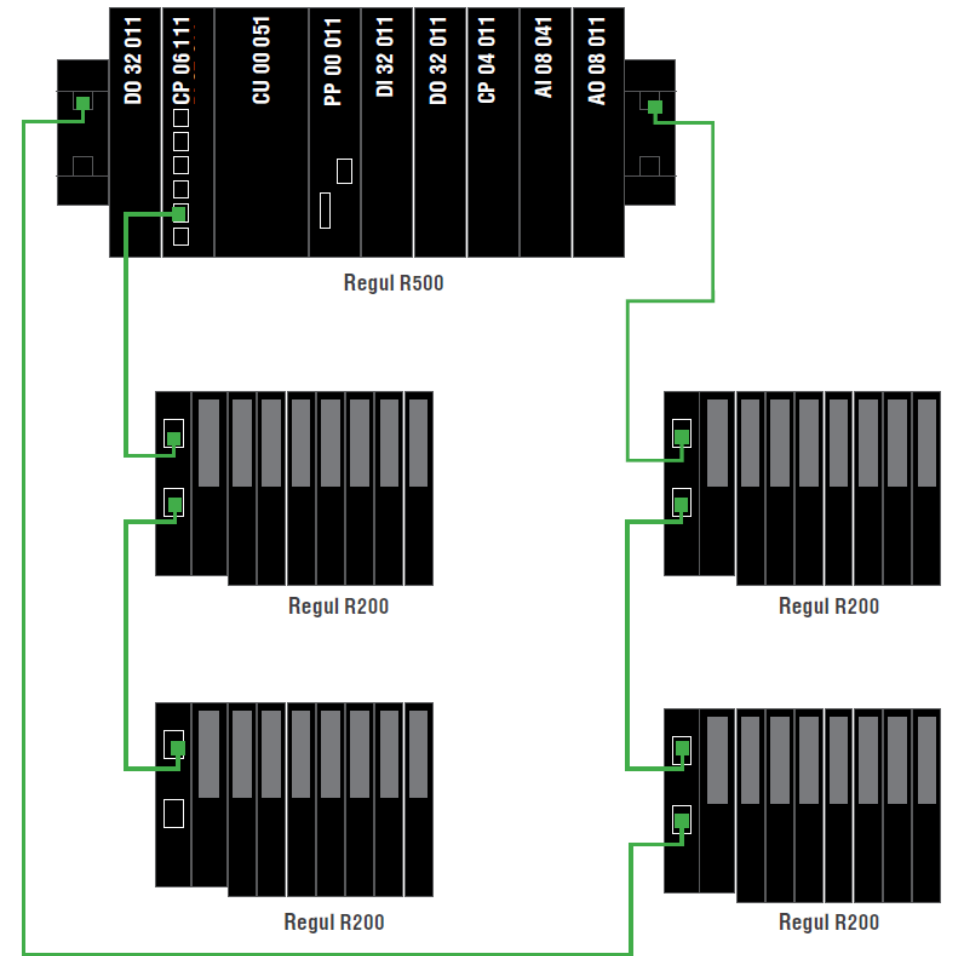 DO 32 011
CP 06 111
CU 00 051
PP 00 011
DI 32 011
DO 32 011
CP 04 011
AI 08 041
AO 08 011
Regul R500
Regul R200
Regul R200
Regul R200
Regul R200